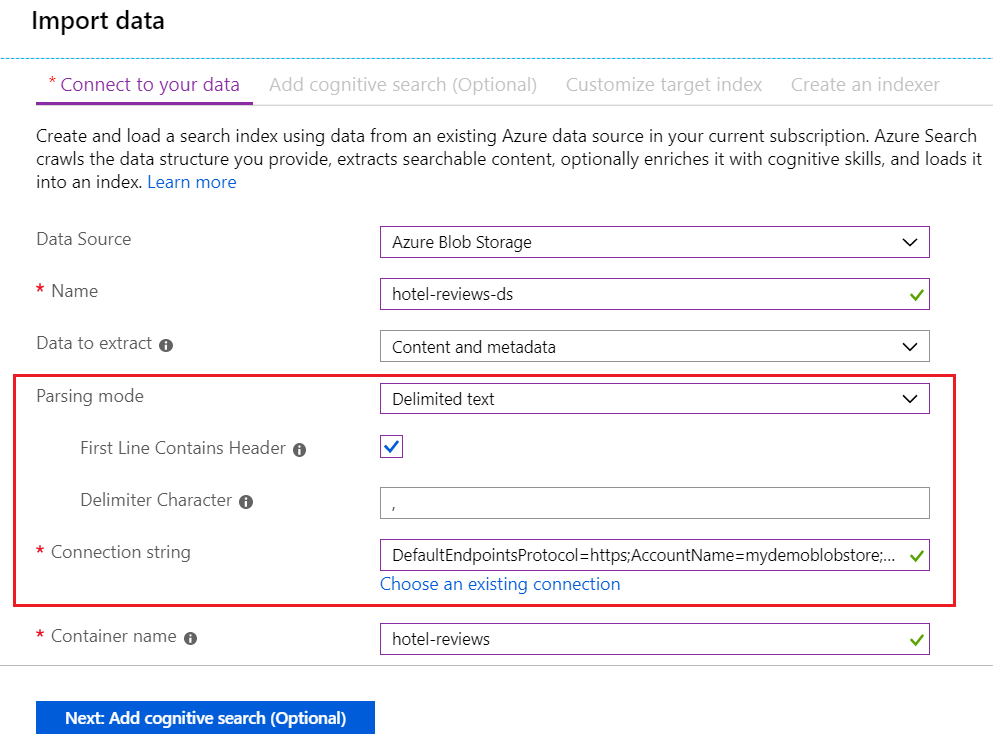 Import data
* Connect to your data Add cognitive search (Optional) Customize target index Create an indexer
Create and load a search index using data from an existing Azure data source in your current subscription. Azure Search
crawls the data structure you provide, extracts searchable content, optionally enriches it with cognitive skills, and loads it
into an index. Learn more
Data Source Azure Blob Storage
* Name hotel-reviews-ds
Data to extract Content and metadata
Parsing mode Delimited text
First Line Contains Header
Delimiter Character ,
* Connection string DefaultEndpointsProtocol=https;AccountName=mydemoblobstore;...
Choose an existing connection
* Container name hotel-reviews
Next: Add cognitive search (Optional)